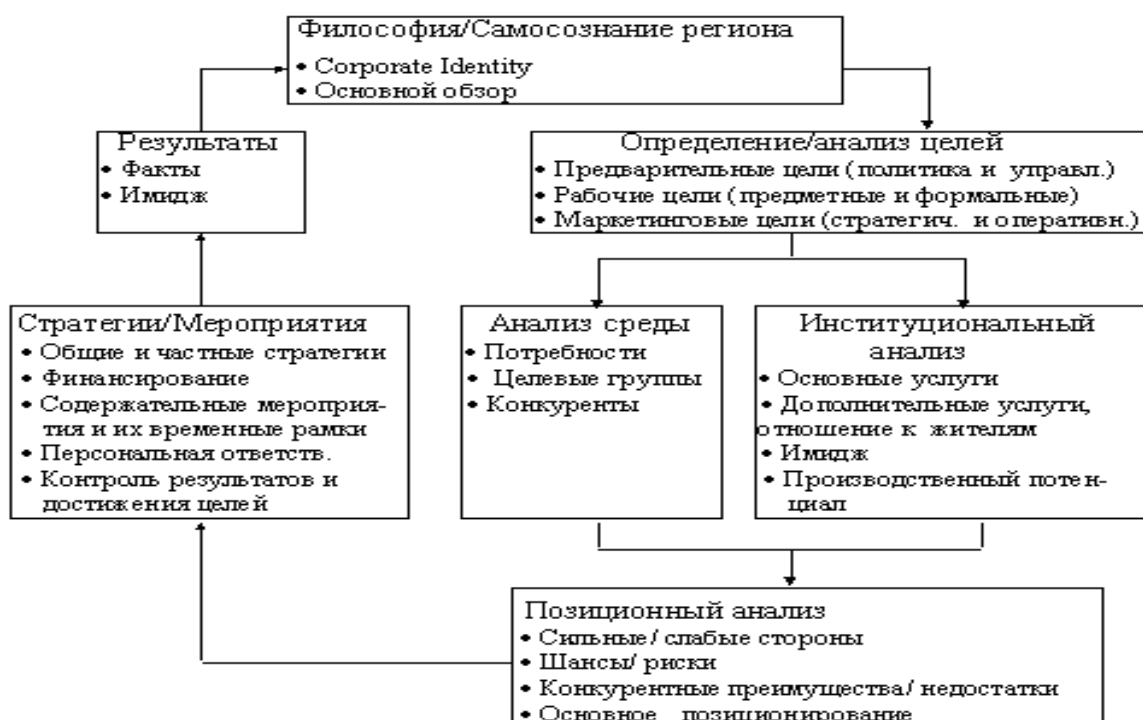 Философия/Самосознание региона
• Corporate Identity
• Основной обзор
Результаты
• Факты
• Имидж
Определение/анализ целей
• Предварительные цели (политика и управл.)
• Рабочие цели (предметные и формальные)
• Маркетинговые цели (стратегич. и оперативн.)
Стратегии/Мероприятия
• Общие и частные стратегии
• Финансирование
• Содержательные мероприя-
тия и их временные рамки
• Персональная ответств.
• Контроль результатов и
достижения целей
Анализ среды
• Потребности
• Целевые группы
• Конкуренты
Институциональный
анализ
• Основные услуги
• Дополнительные услуги,
отношение к жителям
• Имидж
• Производственный потен-
циал
Позиционный анализ
• Сильные/ слабые стороны
• Шансы/ риски
• Конкурентные преимущества/ недостатки
• Основное позиционирование